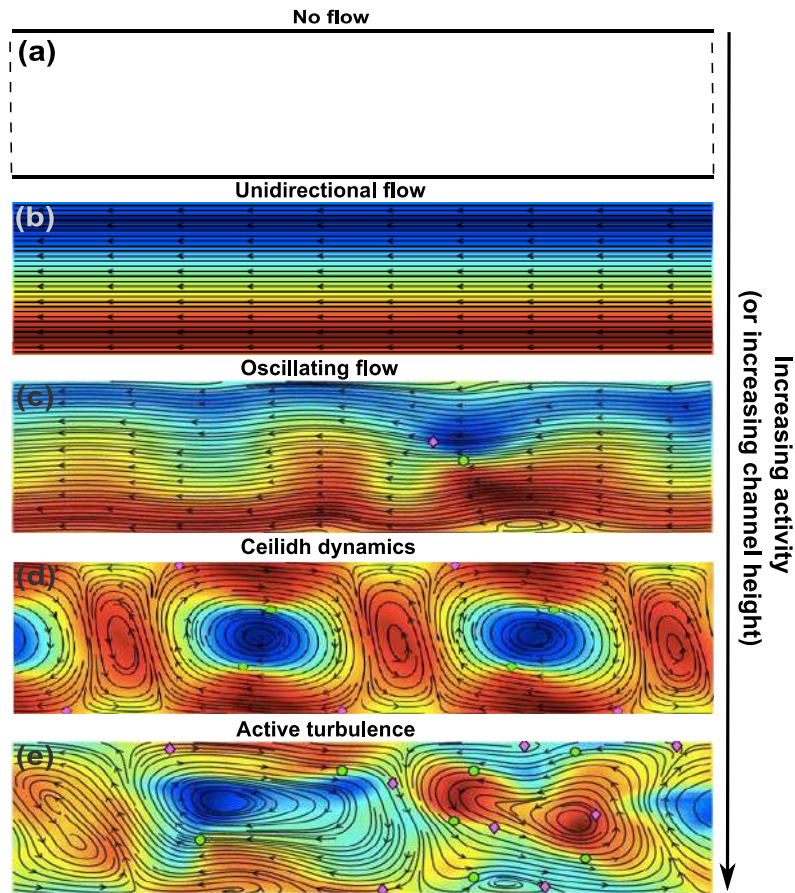 No flow
(a)
Unidirectional flow
(b)
Oscillating flow
(c)
Ceilidh dynamics
(d)
Active turbulence
(e)
Increasing activity
(or increasing channel height)